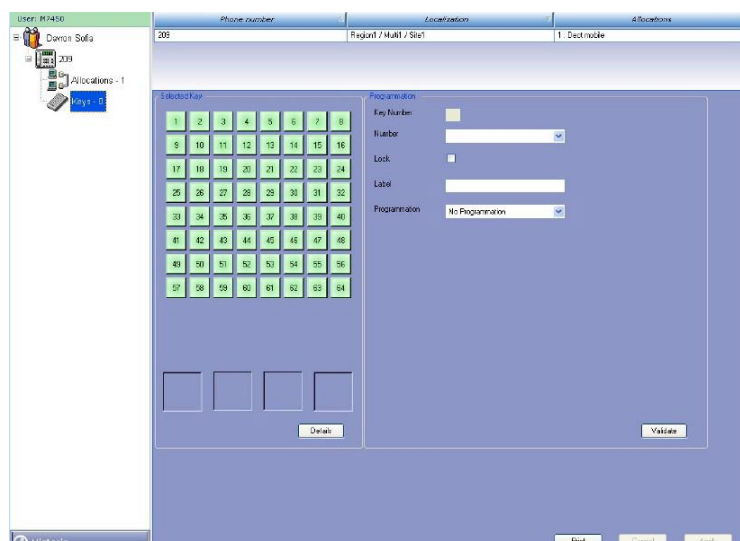 User: M7450
Phone number Localization Allocations
209 Region1 / Multi1 / Site1 1 : Dect mobile
Devron Sofia
209
Allocations - 1
Keys - 0
Selected Key
1 2 3 4 5 6 7 8
9 10 11 12 13 14 15 16
17 18 19 20 21 22 23 24
25 26 27 28 29 30 31 32
33 34 35 36 37 38 39 40
41 42 43 44 45 46 47 48
49 50 51 52 53 54 55 56
57 58 59 60 61 62 63 64
Details
Programmation
Key Number
Number
Lock
Label
Programmation No Programmation
Validate
Print Cancel Apply